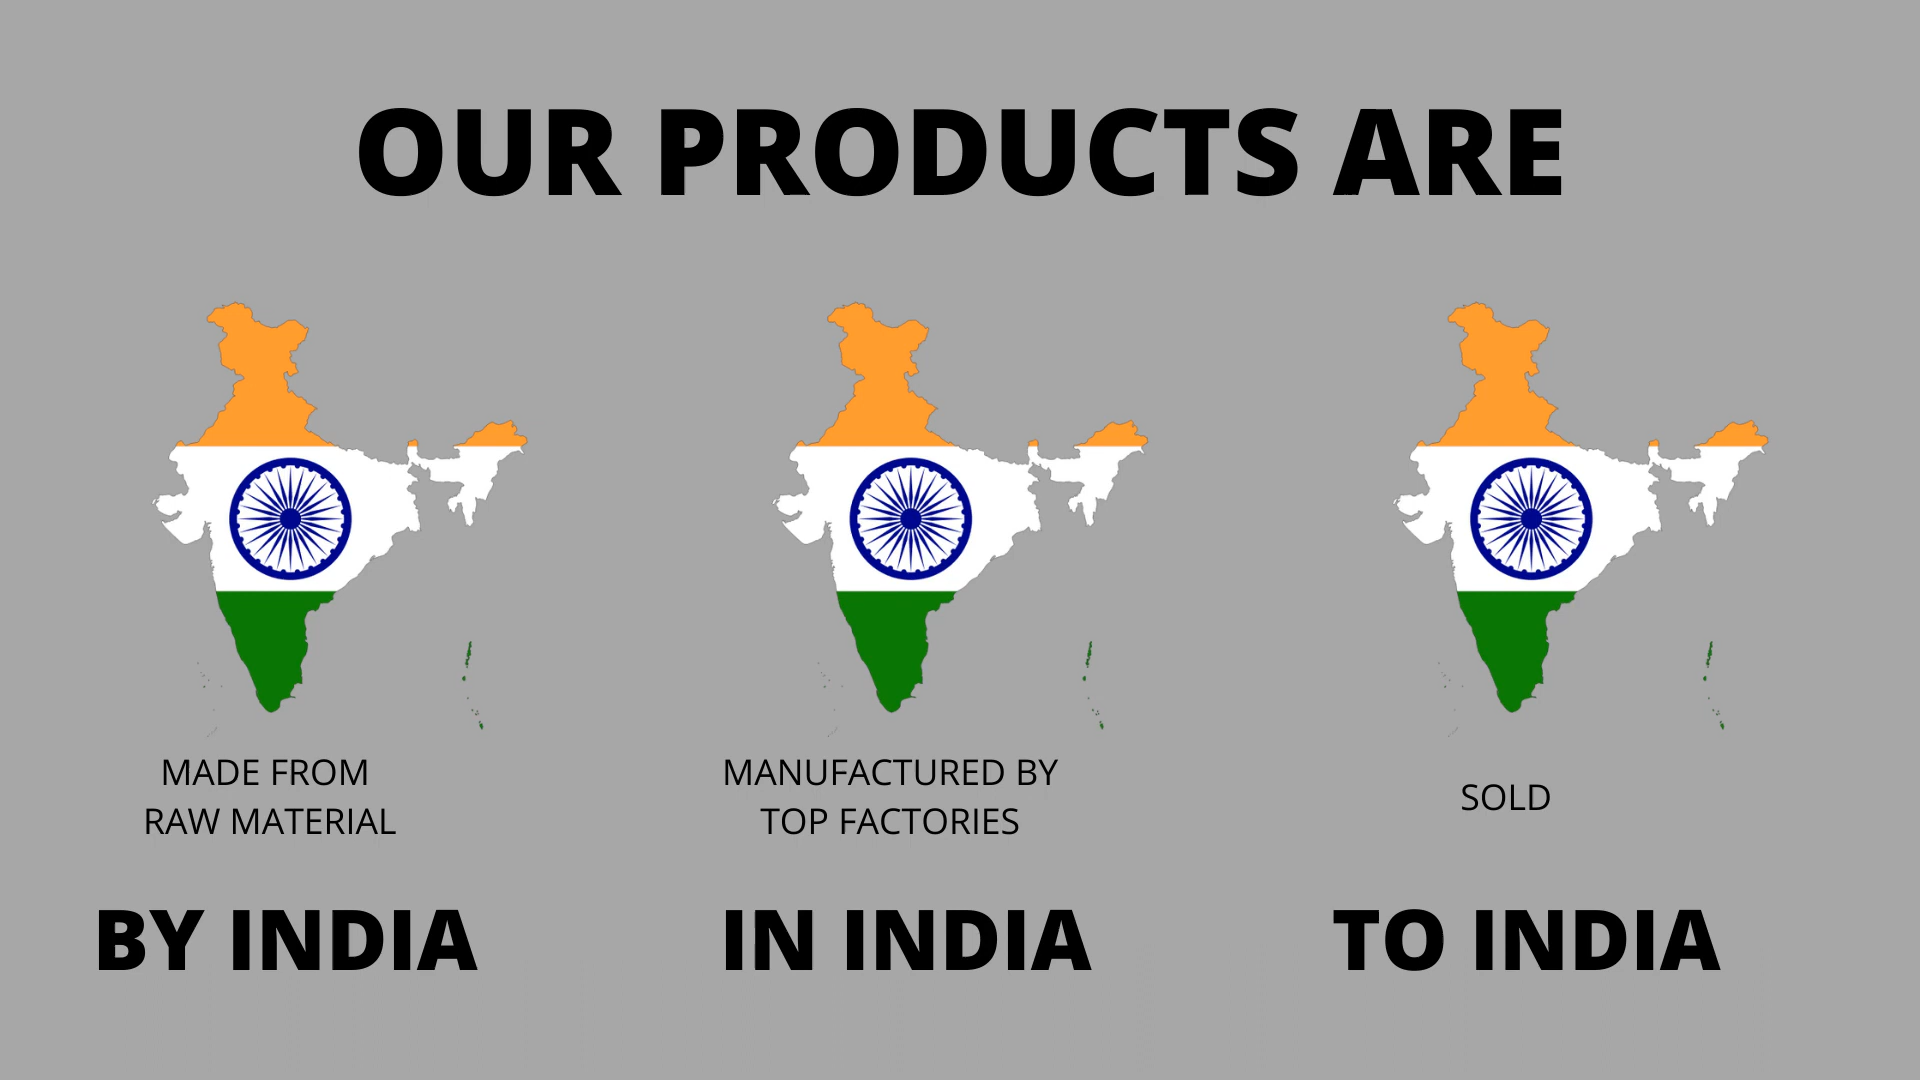 OUR PRODUCTS ARE
MADE FROM
RAW MATERIAL
BY INDIA
MANUFACTURED BY
TOP FACTORIES
IN INDIA
SOLD
TO INDIA